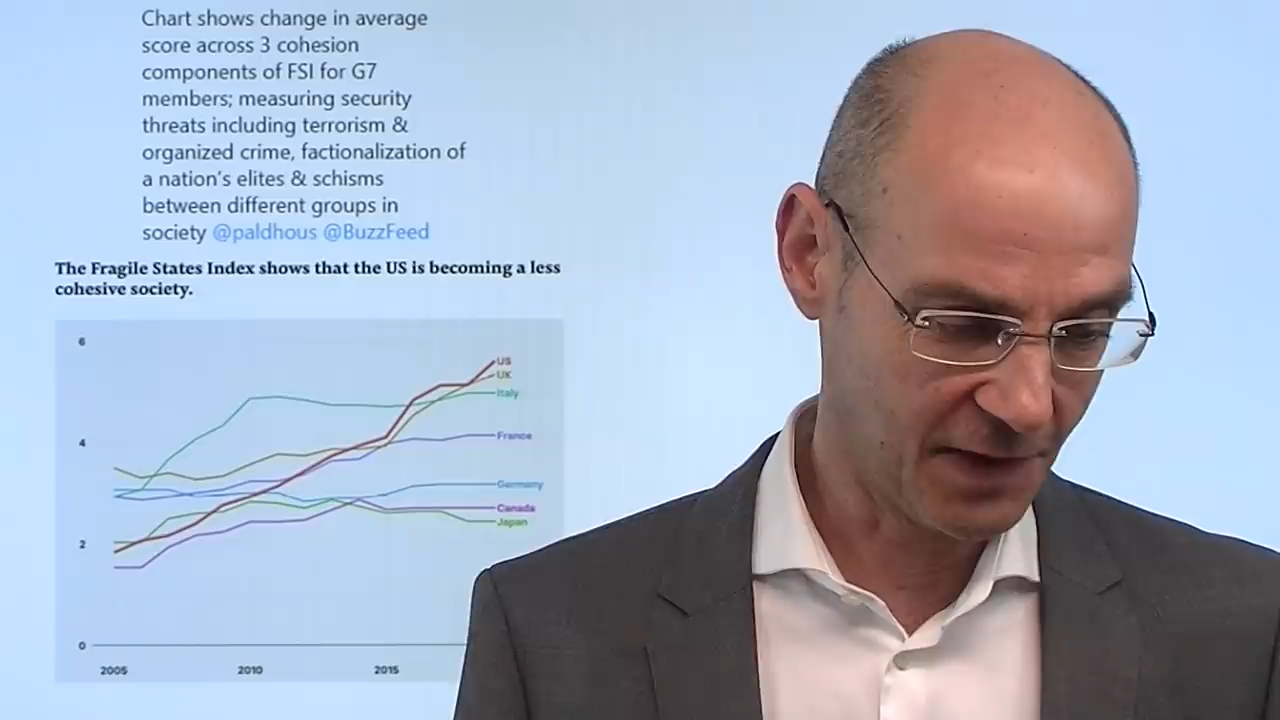 Chart shows change in average
score across 3 cohesion
components of FSI for G7
members; measuring security
threats including terrorism &
organized crime, factionalization of
a nation's elites & schisms
between different groups in
society @paldhous @BuzzFeed
The Fragile States Index shows that the US is becoming a less
cohesive society.
6
US
UK
Italy
4
France
Germany
Canada
Japan
2
0
2005 2010 2015